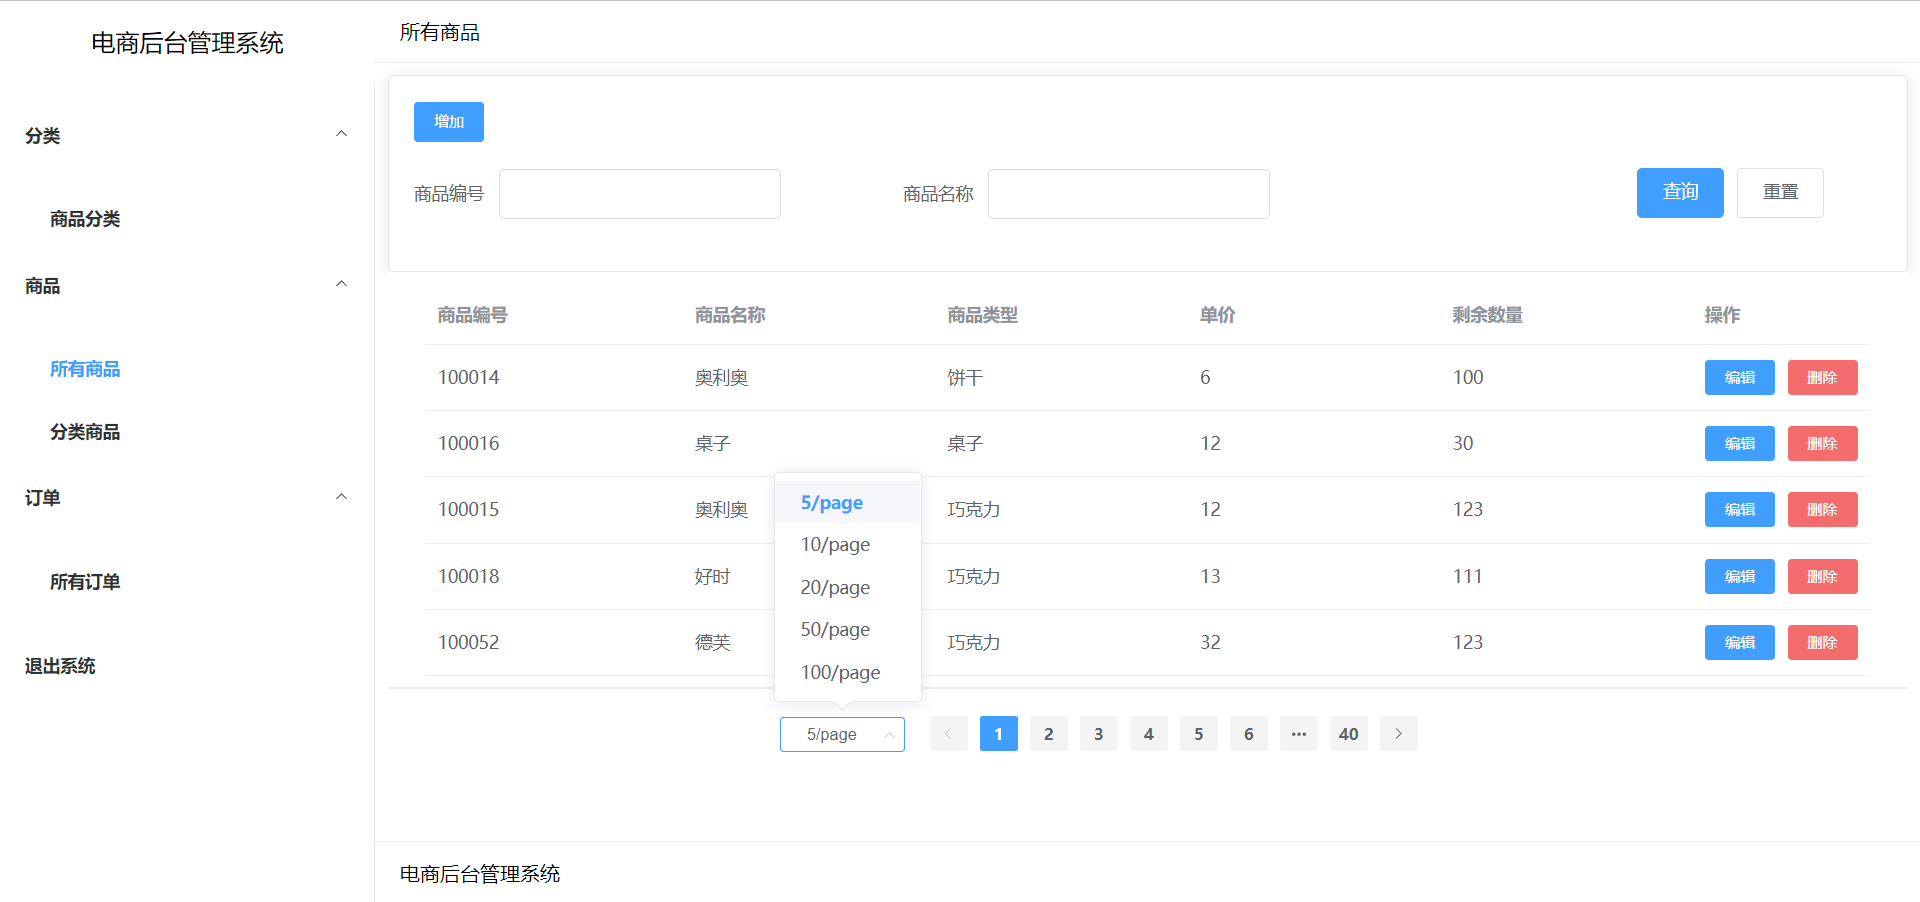 电商后台管理系统
分类
商品分类
商品
所有商品
分类商品
订单
所有订单
退出系统
所有商品
增加
商品编号 商品名称 查询 重置
商品编号 商品名称 商品类型 单价 剩余数量 操作
100014 奥利奥 饼干 6 100 编辑 删除
100016 桌子 桌子 12 30 编辑 删除
100015 奥利奥 巧克力 12 123 编辑 删除
100018 好时 巧克力 13 111 编辑 删除
100052 德芙 巧克力 32 123 编辑 删除
5/page
10/page
20/page
50/page
100/page
5/page 1 2 3 4 5 6 ··· 40
电商后台管理系统